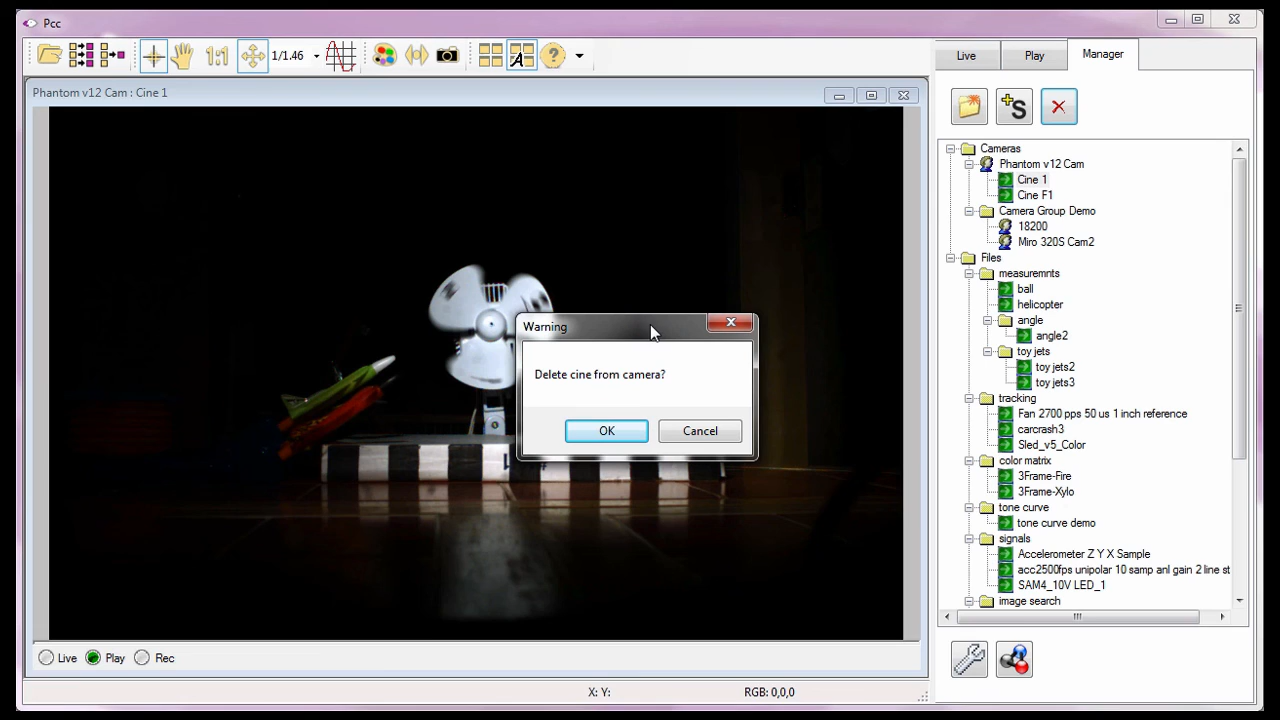 Pcc
1:1
1/1.46
A
?
Phantom v12 Cam : Cine 1
Warning
Delete cine from camera?
OK
Cancel
Live
Play
Rec
X: Y:
RGB: 0,0,0
Live
Play
Manager
+S
Cameras
Phantom v12 Cam
Cine 1
Cine F1
Camera Group Demo
18200
Miro 320S Cam2
Files
measuremnts
ball
helicopter
angle
angle2
toy jets
toy jets2
toy jets3
tracking
Fan 2700 pps 50 us 1 inch reference
carcrash3
Sled_v5_Color
color matrix
3Frame-Fire
3Frame-Xylo
tone curve
tone curve demo
signals
Accelerometer Z Y X Sample
acc2500fps unipolar 10 samp anl gain 2 line st
SAM4_10V LED_1
image search